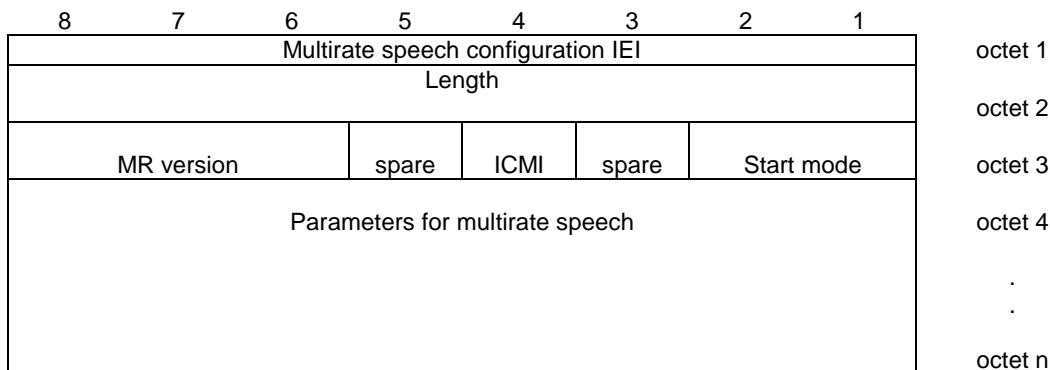 8 7 6 5 4 3 2 1
Multirate speech configuration IEI octet 1
Length
octet 2
MR version spare ICMI spare Start mode octet 3
Parameters for multirate speech octet 4
.
.
octet n